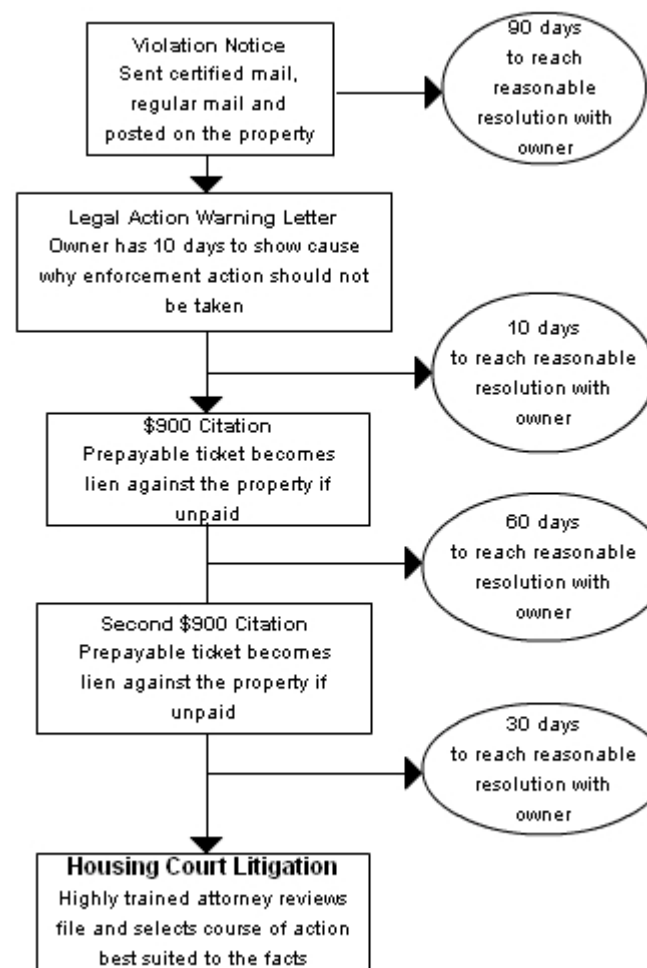 Violation Notice
Sent certified mail,
regular mail and
posted on the property
90 days
to reach
reasonable
resolution with
owner
Legal Action Warning Letter
Owner has 10 days to show cause
why enforcement action should not
be taken
10 days
to reach reasonable
resolution with
owner
$900 Citation
Prepayable ticket becomes
lien against the property if
unpaid
60 days
to reach reasonable
resolution with
owner
Second $900 Citation
Prepayable ticket becomes
lien against the property if
unpaid
30 days
to reach reasonable
resolution with
owner
Housing Court Litigation
Highly trained attorney reviews
file and selects course of action
best suited to the facts